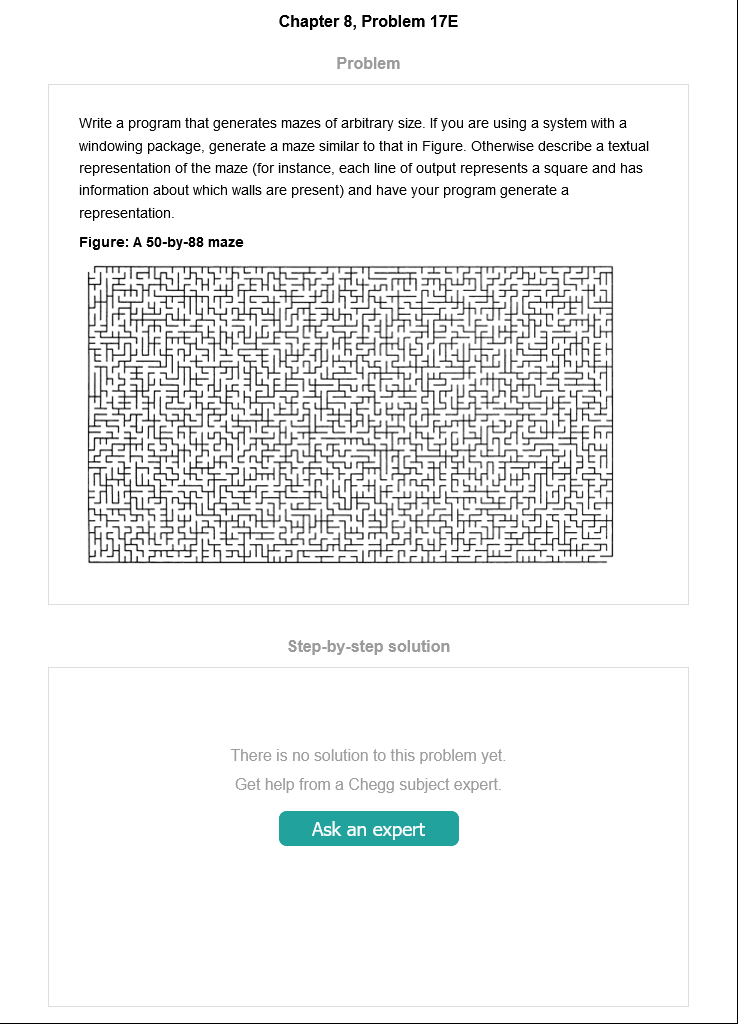 Chapter 8, Problem 17E
Problem
Write a program that generates mazes of arbitrary size. If you are using a system with a
windowing package, generate a maze similar to that in Figure. Otherwise describe a textual
representation of the maze (for instance, each line of output represents a square and has
information about which walls are present) and have your program generate a
representation.
Figure: A 50-by-88 maze
Step-by-step solution
There is no solution to this problem yet.
Get help from a Chegg subject expert.
Ask an expert